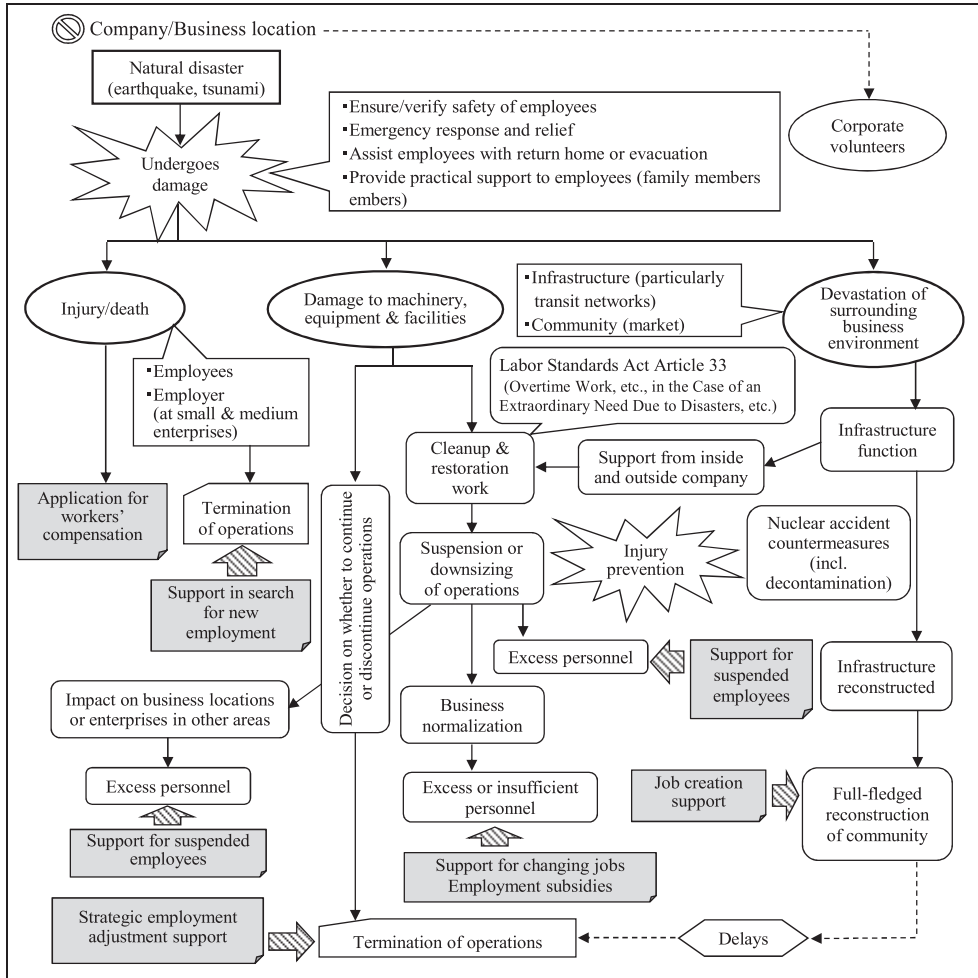 Company/Business location
Natural disaster
(earthquake, tsunami)
・Ensure/verify safety of employees
・Emergency response and relief
・Assist employees with return home or evacuation
・Provide practical support to employees (family members
embers)
Corporate
volunteers
Undergoes
damage
Injury/death
Damage to machinery,
equipment & facilities
・Infrastructure (particularly
transit networks)
・Community (market)
Devastation of
surrounding
business
environment
・Employees
・Employer
(at small & medium
enterprises)
Labor Standards Act Article 33
(Overtime Work, etc., in the Case of an
Extraordinary Need Due to Disasters, etc.)
Cleanup &
restoration
work
Support from inside
and outside company
Infrastructure
function
Application for
workers'
compensation
Termination
of operations
Decision on whether to continue
or discontinue operations
Suspension or
downsizing
of operations
Injury
prevention
Nuclear accident
countermeasures
(incl.
decontamination)
Support in search
for new
employment
Excess personnel
Support for
suspended
employees
Infrastructure
reconstructed
Impact on business locations
or enterprises in other areas
Business
normalization
Excess personnel
Excess or insufficient
personnel
Job creation
support
Full-fledged
reconstruction
of community
Support for suspended
employees
Support for changing jobs
Employment subsidies
Strategic employment
adjustment support
Termination of operations
Delays